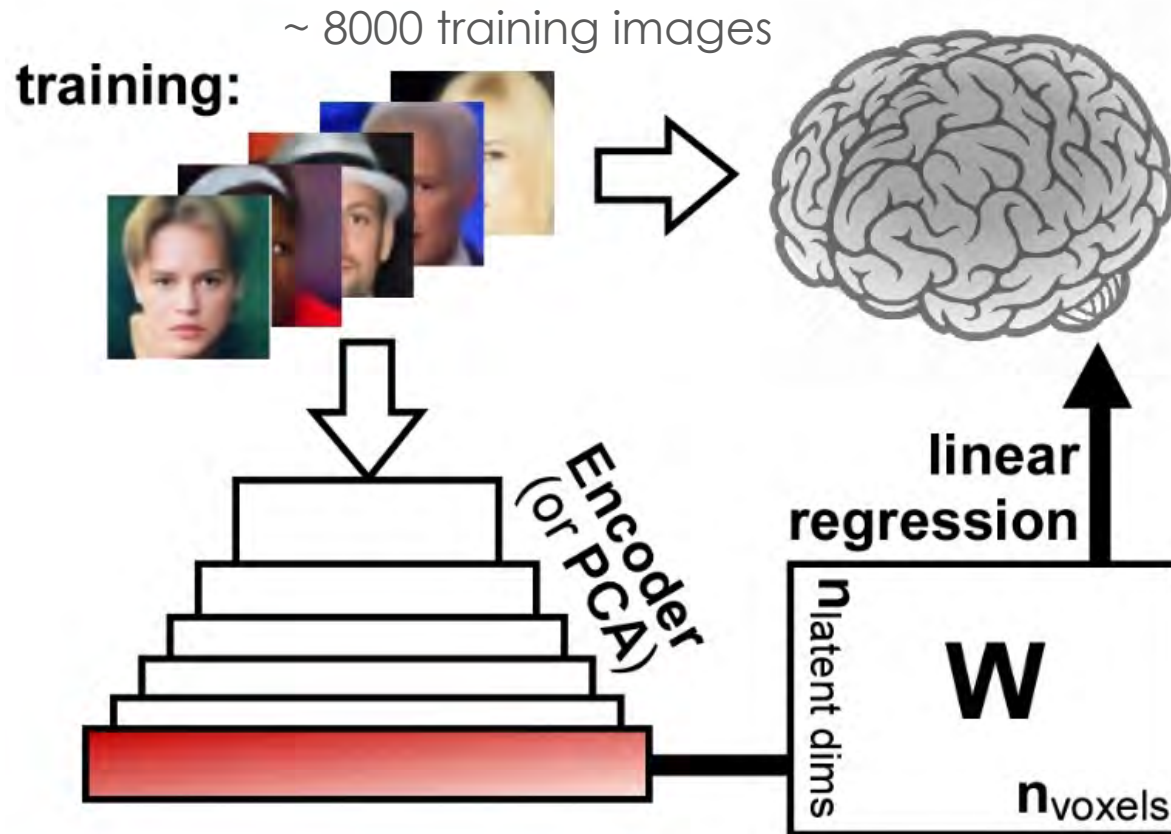 ~ 8000 training images
training:
Encoder
(or PCA)
linear
regression
nlatent dims
W
nvoxels